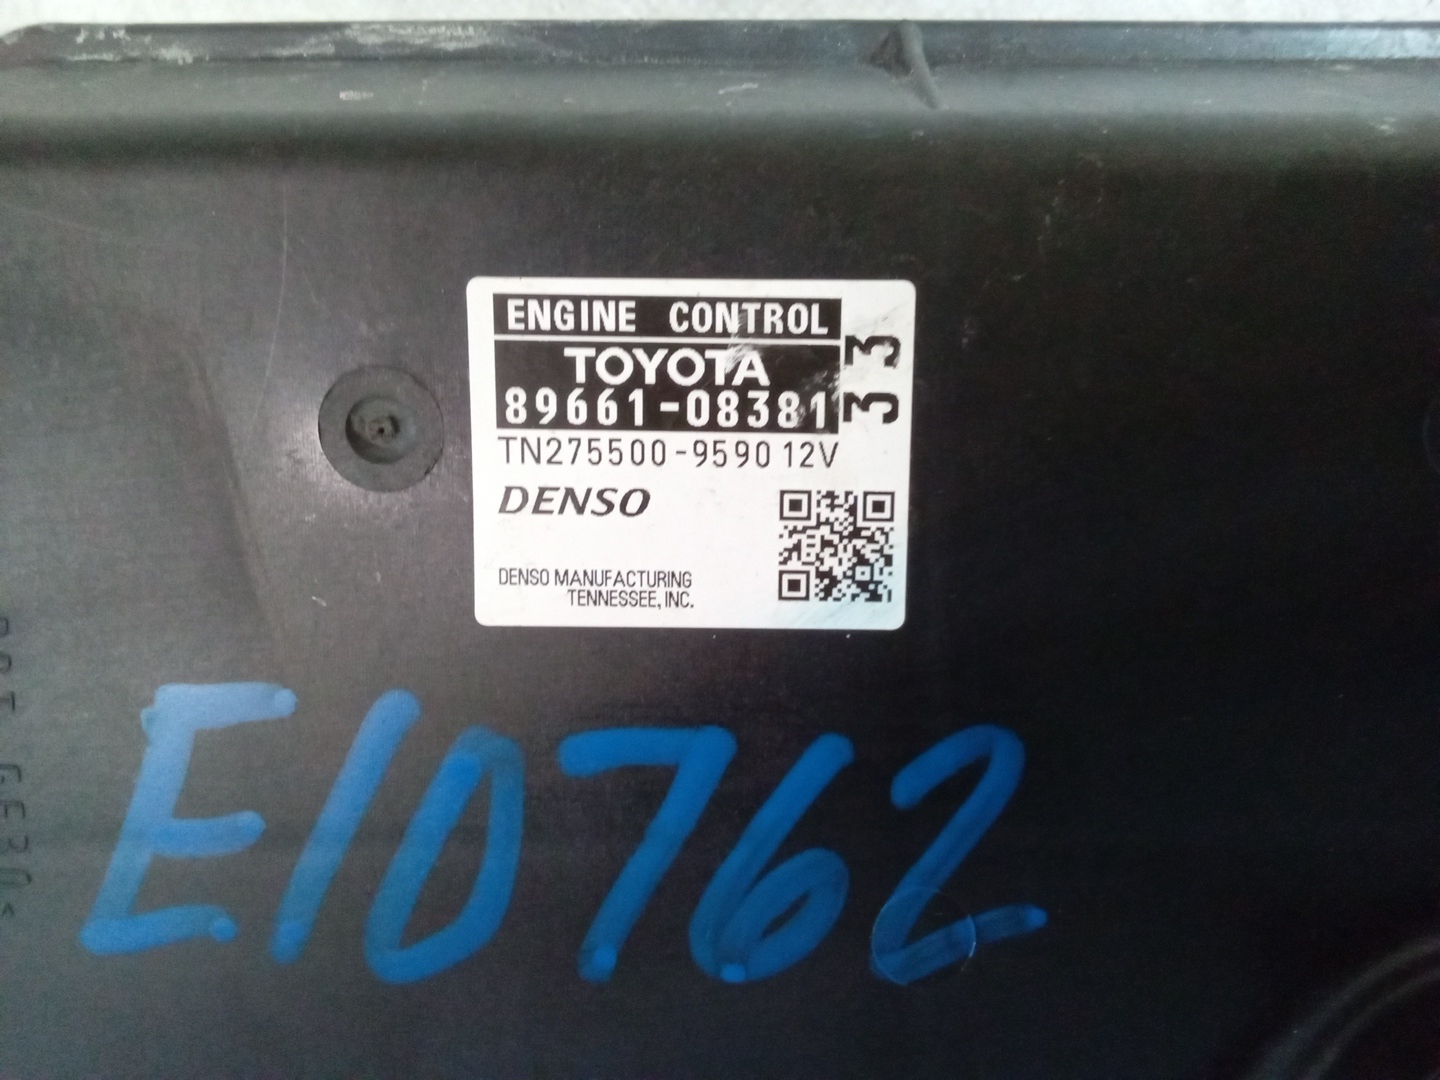 ENGINE CONTROL
TOYOTA
89661-08381
33
TN275500-9590 12V
DENSO
DENSO MANUFACTURING
TENNESSEE, INC.
E10762